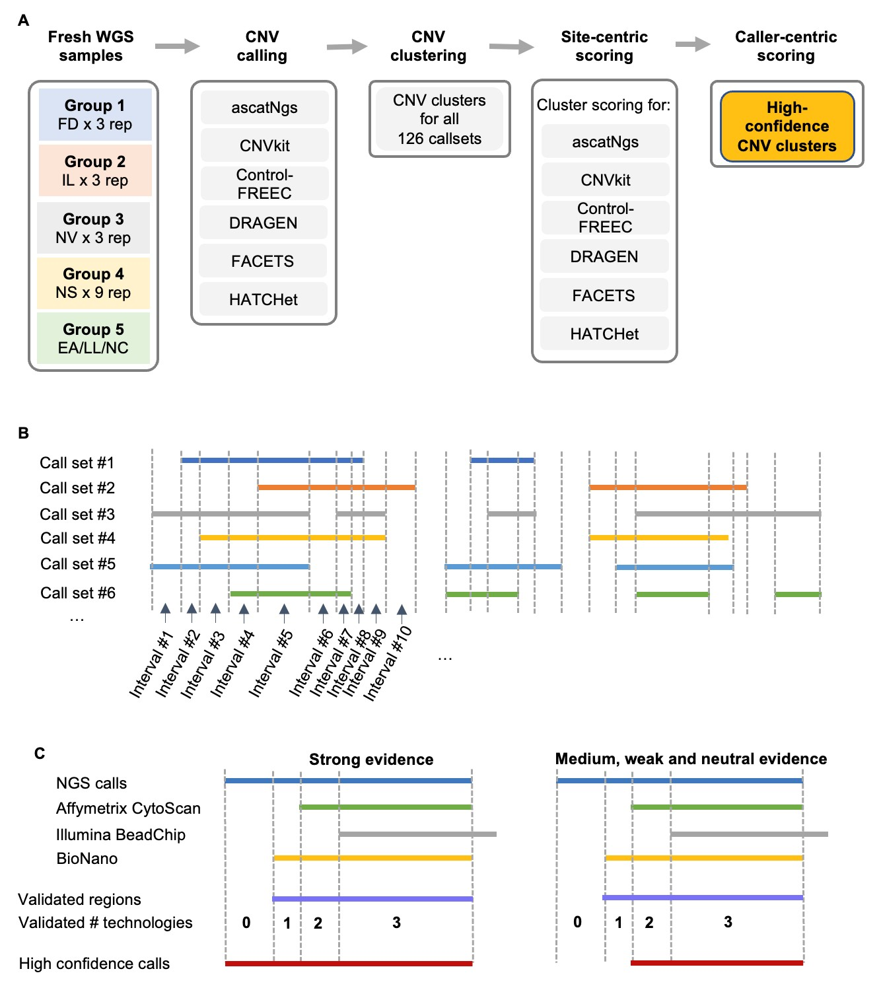 A
Fresh WGS
samples
CNV
calling
CNV
clustering
Site-centric
scoring
Caller-centric
scoring
Group 1
FD x 3 rep
Group 2
IL x 3 rep
Group 3
NV x 3 rep
Group 4
NS x 9 rep
Group 5
EA/LL/NC
ascatNgs
CNVkit
Control-
FREEC
DRAGEN
FACETS
HATCHet
CNV clusters
for all
126 callsets
Cluster scoring for:
ascatNgs
CNVkit
Control-
FREEC
DRAGEN
FACETS
HATCHet
High-
confidence
CNV clusters
B
Call set #1
Call set #2
Call set #3
Call set #4
Call set #5
Call set #6
...
Interval #1
Interval #2
Interval #3
Interval #4
Interval #5
Interval #6
Interval #7
Interval #8
Interval #9
Interval #10
...
C
Strong evidence
Medium, weak and neutral evidence
NGS calls
Affymetrix CytoScan
Illumina BeadChip
BioNano
Validated regions
Validated # technologies
0 1 2 3
0 1 2 3
High confidence calls